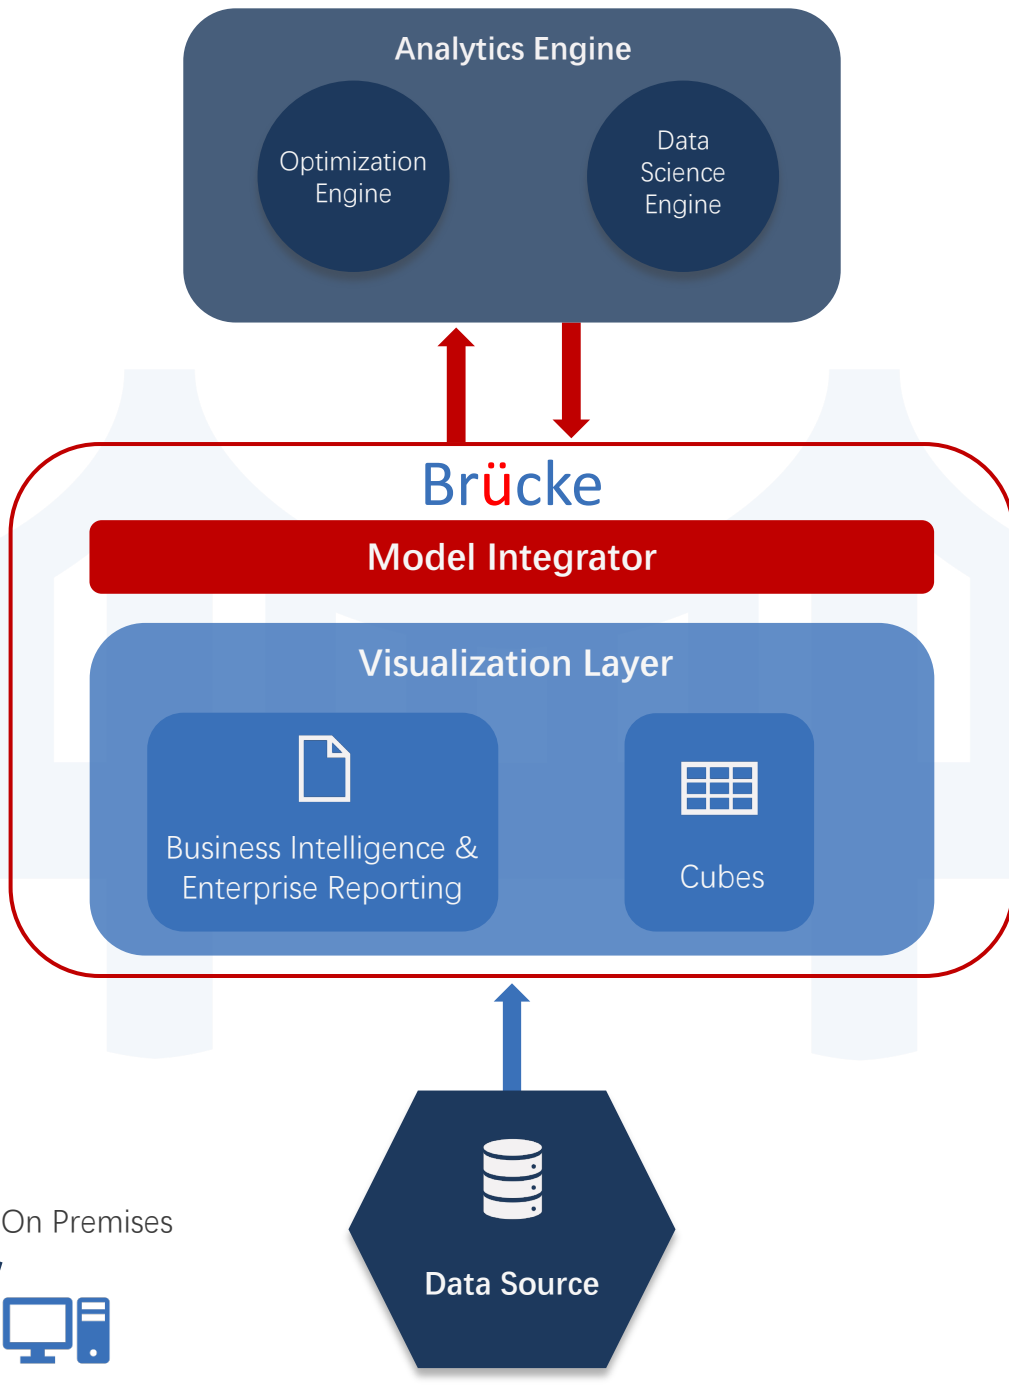 Analytics Engine
Optimization
Engine
Data
Science
Engine
Brücke
Model Integrator
Visualization Layer
Business Intelligence &
Enterprise Reporting
Cubes
On Premises
Data Source